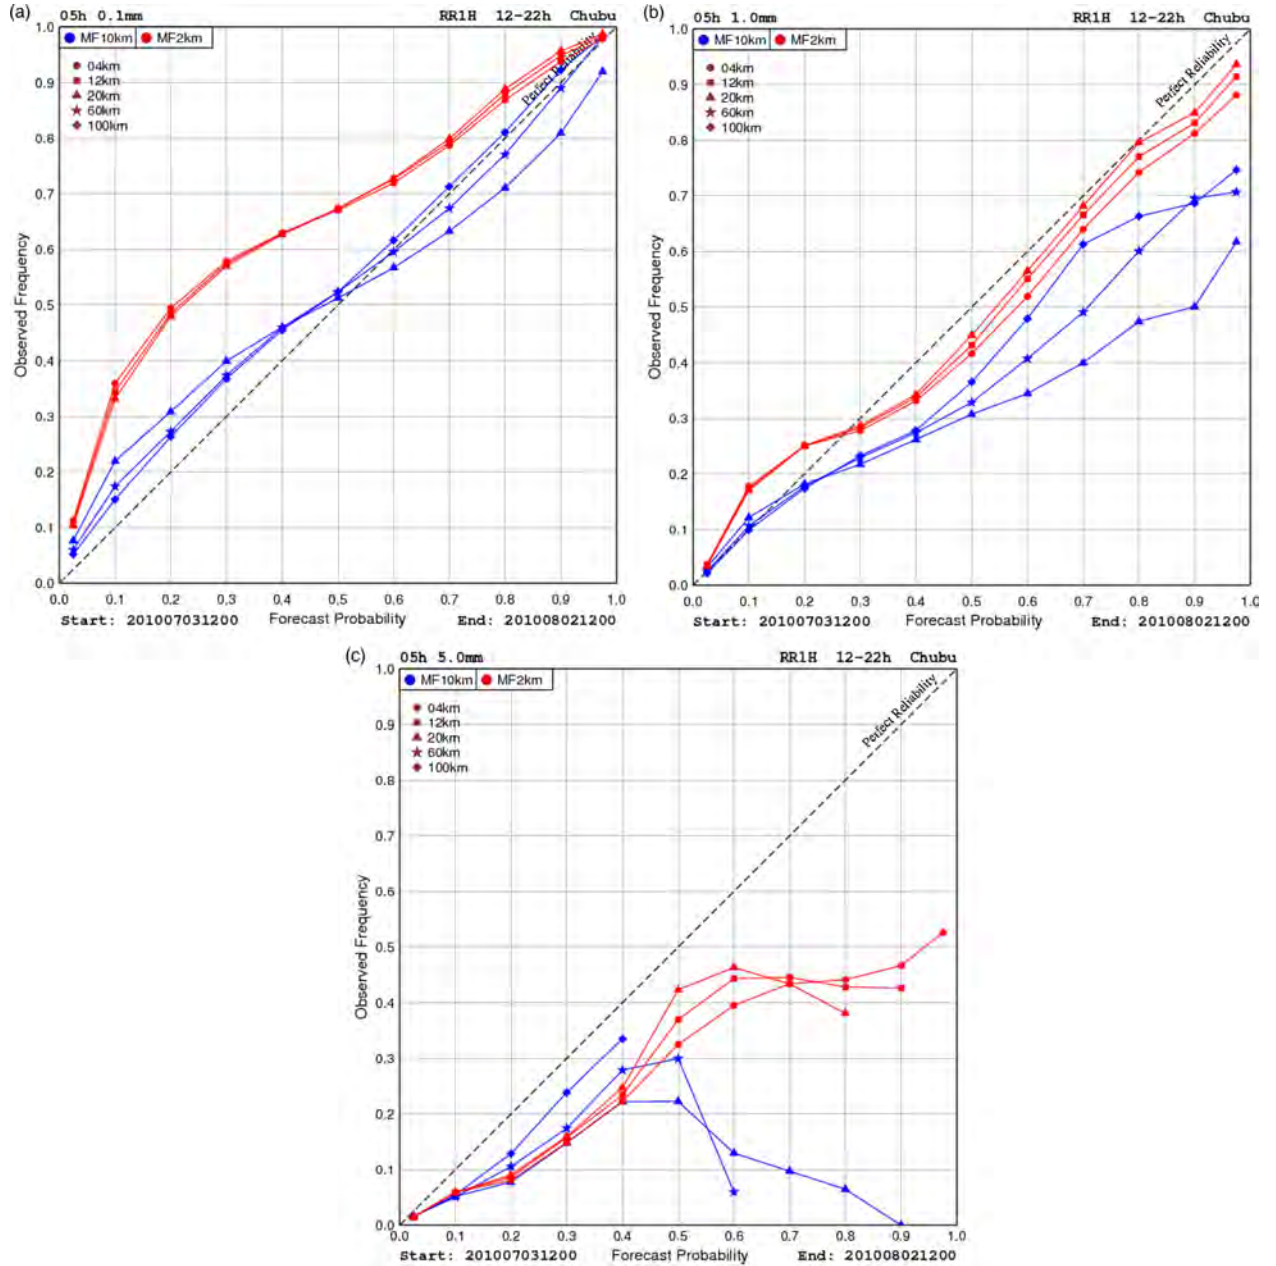 (a)
05h 0.1mm RR1H 12-22h Chubu
MF10km MF2km
04km
12km
20km
60km
100km
Perfect Reliability
Observed Frequency
1.0
0.9
0.8
0.7
0.6
0.5
0.4
0.3
0.2
0.1
0.0
0.0 0.1 0.2 0.3 0.4 0.5 0.6 0.7 0.8 0.9 1.0
Start: 201007031200 Forecast Probability End: 201008021200
(b)
05h 1.0mm RR1H 12-22h Chubu
MF10km MF2km
04km
12km
20km
60km
100km
Perfect Reliability
Observed Frequency
1.0
0.9
0.8
0.7
0.6
0.5
0.4
0.3
0.2
0.1
0.0
0.0 0.1 0.2 0.3 0.4 0.5 0.6 0.7 0.8 0.9 1.0
Start: 201007031200 Forecast Probability End: 201008021200
(c)
05h 5.0mm RR1H 12-22h Chubu
MF10km MF2km
04km
12km
20km
60km
100km
Perfect Reliability
Observed Frequency
1.0
0.9
0.8
0.7
0.6
0.5
0.4
0.3
0.2
0.1
0.0
0.0 0.1 0.2 0.3 0.4 0.5 0.6 0.7 0.8 0.9 1.0
Start: 201007031200 Forecast Probability End: 201008021200